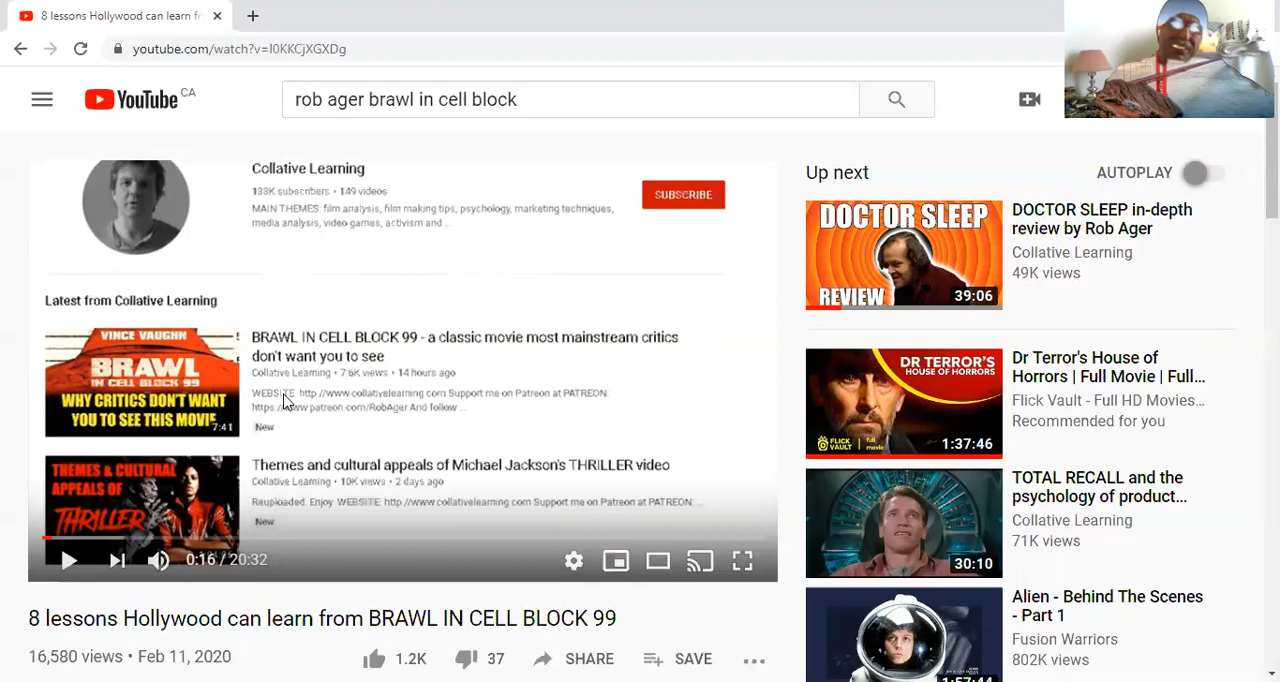 8 lessons Hollywood can learn fr
youtube.com/watch?v=I0KKCjXGXDg
YouTube CA
rob ager brawl in cell block
Collative Learning
133K subscribers • 149 videos
MAIN THEMES: film analysis, film making tips, psychology, marketing techniques,
media analysis, video games, activism and...
SUBSCRIBE
Latest from Collative Learning
VINCE VAUGHN
BRAWL
IN CELL BLOCK 99
WHY CRITICS DON'T WANT
YOU TO SEE THIS MOVIE
7:41
BRAWL IN CELL BLOCK 99 - a classic movie most mainstream critics
don't want you to see
Collative Learning • 7.6K views • 14 hours ago
WEBSITE http://www.collativelearning.com Support me on Patreon at PATREON:
https://www.patreon.com/RobAger And follow ...
New
THEMES & CULTURAL
APPEALS OF
THRILLER
Themes and cultural appeals of Michael Jackson's THRILLER video
Collative Learning • 10K views • 2 days ago
Reuploaded. Enjoy WEBSITE http://www.collativelearning.com Support me on Patreon at PATREON: ...
New
0:16 / 20:32
8 lessons Hollywood can learn from BRAWL IN CELL BLOCK 99
16,580 views • Feb 11, 2020
1.2K
37
SHARE
SAVE
Up next
AUTOPLAY
DOCTOR SLEEP
REVIEW
39:06
DOCTOR SLEEP in-depth
review by Rob Ager
Collative Learning
49K views
DR TERROR'S
HOUSE OF HORRORS
FLICK VAULT
full movie
1:37:46
Dr Terror's House of
Horrors | Full Movie | Full...
Flick Vault - Full HD Movies...
Recommended for you
30:10
TOTAL RECALL and the
psychology of product...
Collative Learning
71K views
1:57:44
Alien - Behind The Scenes
- Part 1
Fusion Warriors
802K views